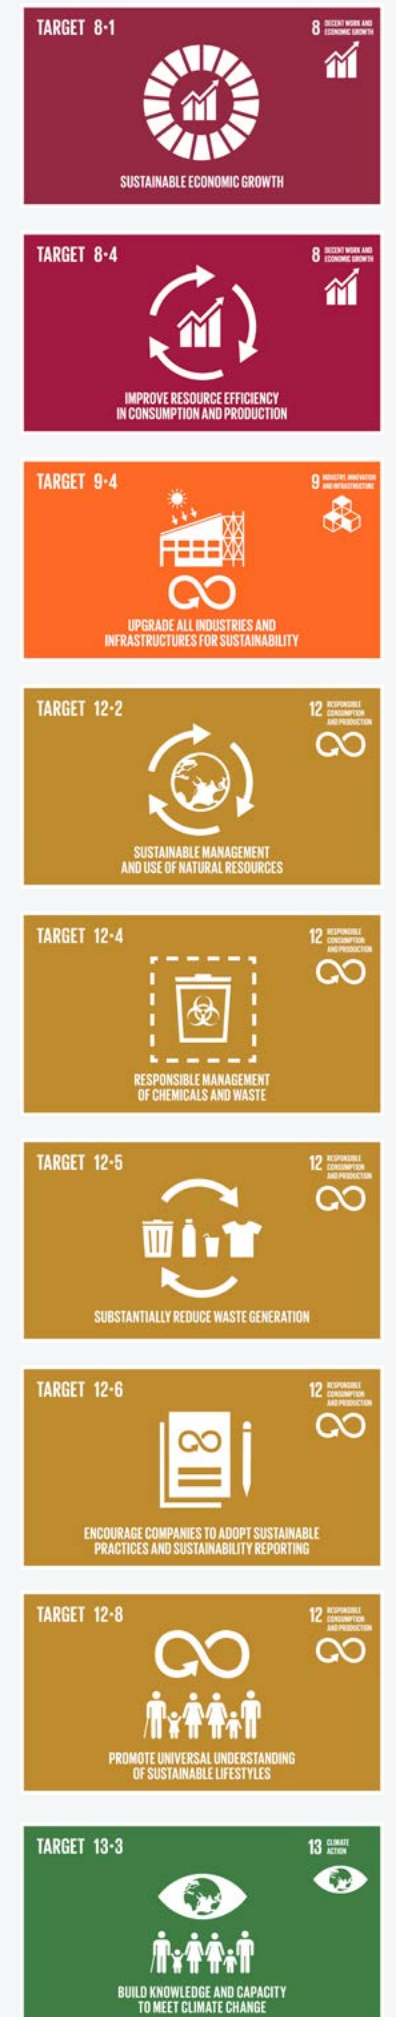 TARGET 8·1
8 DECENT WORK AND
ECONOMIC GROWTH
SUSTAINABLE ECONOMIC GROWTH
TARGET 8·4
8 DECENT WORK AND
ECONOMIC GROWTH
IMPROVE RESOURCE EFFICIENCY
IN CONSUMPTION AND PRODUCTION
TARGET 9·4
9 INDUSTRY, INNOVATION
AND INFRASTRUCTURE
UPGRADE ALL INDUSTRIES AND
INFRASTRUCTURES FOR SUSTAINABILITY
TARGET 12·2
12 RESPONSIBLE
CONSUMPTION
AND PRODUCTION
SUSTAINABLE MANAGEMENT
AND USE OF NATURAL RESOURCES
TARGET 12·4
12 RESPONSIBLE
CONSUMPTION
AND PRODUCTION
RESPONSIBLE MANAGEMENT
OF CHEMICALS AND WASTE
TARGET 12·5
12 RESPONSIBLE
CONSUMPTION
AND PRODUCTION
SUBSTANTIALLY REDUCE WASTE GENERATION
TARGET 12·6
12 RESPONSIBLE
CONSUMPTION
AND PRODUCTION
ENCOURAGE COMPANIES TO ADOPT SUSTAINABLE
PRACTICES AND SUSTAINABILITY REPORTING
TARGET 12·8
12 RESPONSIBLE
CONSUMPTION
AND PRODUCTION
PROMOTE UNIVERSAL UNDERSTANDING
OF SUSTAINABLE LIFESTYLES
TARGET 13·3
13 CLIMATE
ACTION
BUILD KNOWLEDGE AND CAPACITY
TO MEET CLIMATE CHANGE